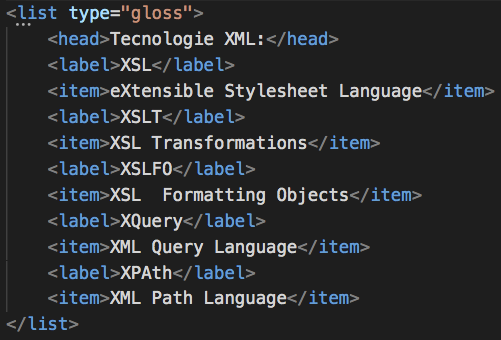 <list type="gloss">
<head>Tecnologie XML:</head>
<label>XSL</label>
<item>eXtensible Stylesheet Language</item>
<label>XSLT</label>
<item>XSL Transformations</item>
<label>XSLFO</label>
<item>XSL  Formatting Objects</item>
<label>XQuery</label>
<item>XML Query Language</item>
<label>XPAth</label>
<item>XML Path Language</item>
</list>